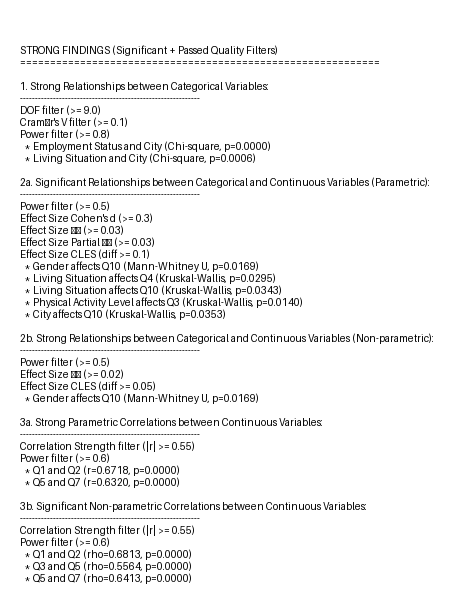 STRONG FINDINGS (Significant + Passed Quality Filters)
============================================================
1. Strong Relationships between Categorical Variables:
------------------------------------------------------------
DOF filter (>= 9.0)
Cram□r's V filter (>= 0.1)
Power filter (>= 0.8)
* Employment Status and City (Chi-square, p=0.0000)
* Living Situation and City (Chi-square, p=0.0006)
2a. Significant Relationships between Categorical and Continuous Variables (Parametric):
------------------------------------------------------------
Power filter (>= 0.5)
Effect Size Cohen's d (>= 0.3)
Effect Size □□ (>= 0.03)
Effect Size Partial □□ (>= 0.03)
Effect Size CLES (diff >= 0.1)
* Gender affects Q10 (Mann-Whitney U, p=0.0169)
* Living Situation affects Q4 (Kruskal-Wallis, p=0.0295)
* Living Situation affects Q10 (Kruskal-Wallis, p=0.0343)
* Physical Activity Level affects Q3 (Kruskal-Wallis, p=0.0140)
* City affects Q10 (Kruskal-Wallis, p=0.0353)
2b. Strong Relationships between Categorical and Continuous Variables (Non-parametric):
------------------------------------------------------------
Power filter (>= 0.5)
Effect Size □□ (>= 0.02)
Effect Size CLES (diff >= 0.05)
* Gender affects Q10 (Mann-Whitney U, p=0.0169)
3a. Strong Parametric Correlations between Continuous Variables:
------------------------------------------------------------
Correlation Strength filter (|r| >= 0.55)
Power filter (>= 0.6)
* Q1 and Q2 (r=0.6718, p=0.0000)
* Q5 and Q7 (r=0.6320, p=0.0000)
3b. Significant Non-parametric Correlations between Continuous Variables:
------------------------------------------------------------
Correlation Strength filter (|r| >= 0.55)
Power filter (>= 0.6)
* Q1 and Q2 (rho=0.6813, p=0.0000)
* Q3 and Q5 (rho=0.5564, p=0.0000)
* Q5 and Q7 (rho=0.6413, p=0.0000)